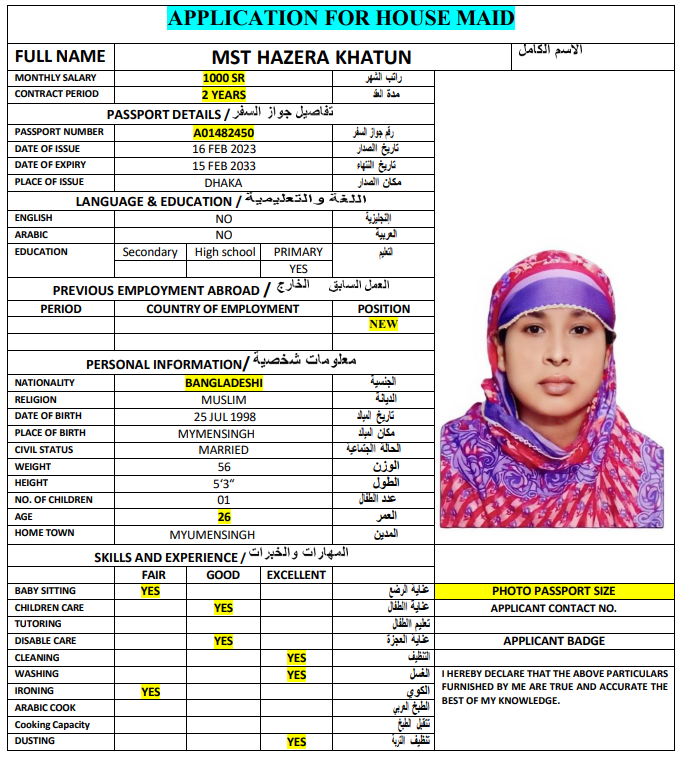 APPLICATION FOR HOUSE MAID
FULL NAME MST HAZERA KHATUN الاسم الكامل
MONTHLY SALARY 1000 SR راتب الشهر
CONTRACT PERIOD 2 YEARS مدة العقد
PASSPORT DETAILS / تفاصيل جواز السفر
PASSPORT NUMBER A01482450 رقم جواز السفر
DATE OF ISSUE 16 FEB 2023 تاريخ الصدار
DATE OF EXPIRY 15 FEB 2033 تاريخ النتهاء
PLACE OF ISSUE DHAKA مكان الصدار
LANGUAGE & EDUCATION / اللغة والتعليمية
ENGLISH NO النجليزية
ARABIC NO العربية
EDUCATION Secondary High school PRIMARY التعليم
YES
PREVIOUS EMPLOYMENT ABROAD / العمل السابق الخارج
PERIOD COUNTRY OF EMPLOYMENT POSITION
NEW
PERSONAL INFORMATION/ معلومات شخصية
NATIONALITY BANGLADESHI الجنسية
RELIGION MUSLIM الديانة
DATE OF BIRTH 25 JUL 1998 تاريخ الميلاد
PLACE OF BIRTH MYMENSINGH مكان الميلاد
CIVIL STATUS MARRIED الحالة الجتماعية
WEIGHT 56 الوزن
HEIGHT 5‘3“ الطول
NO. OF CHILDREN 01 عدد الطفال
AGE 26 العمر
HOME TOWN MYUMENSINGH المدين
SKILLS AND EXPERIENCE / المهارات والخبرات
FAIR GOOD EXCELLENT
BABY SITTING YES عناية الرضع
CHILDREN CARE YES عناية الطفال
TUTORING تعليم الطفال
DISABLE CARE YES عناية العجزة
CLEANING YES التنظيف
WASHING YES الغسل
IRONING YES الكوي
ARABIC COOK الطبخ العربي
Cooking Capacity تتقبل الطبخ
DUSTING YES تنظيف التربة
PHOTO PASSPORT SIZE
APPLICANT CONTACT NO.
APPLICANT BADGE
I HEREBY DECLARE THAT THE ABOVE PARTICULARS
FURNISHED BY ME ARE TRUE AND ACCURATE THE
BEST OF MY KNOWLEDGE.